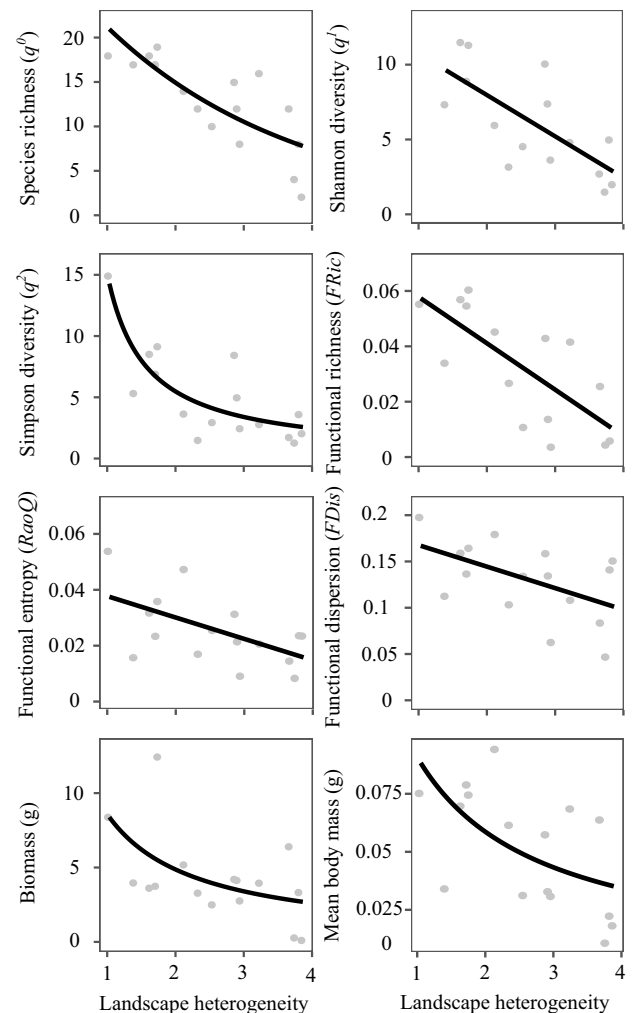 Species richness (q⁰)
20
15
10
5
0
Shannon diversity (q¹)
10
5
0
Simpson diversity (q²)
15
10
5
0
Functional richness (FRic)
0.06
0.04
0.02
0
Functional entropy (RaoQ)
0.06
0.04
0.02
0
Functional dispersion (FDis)
0.2
0.15
0.1
0.05
0
Biomass (g)
10
5
0
1 2 3 4
Landscape heterogeneity
Mean body mass (g)
0.075
0.05
0.025
0
1 2 3 4
Landscape heterogeneity